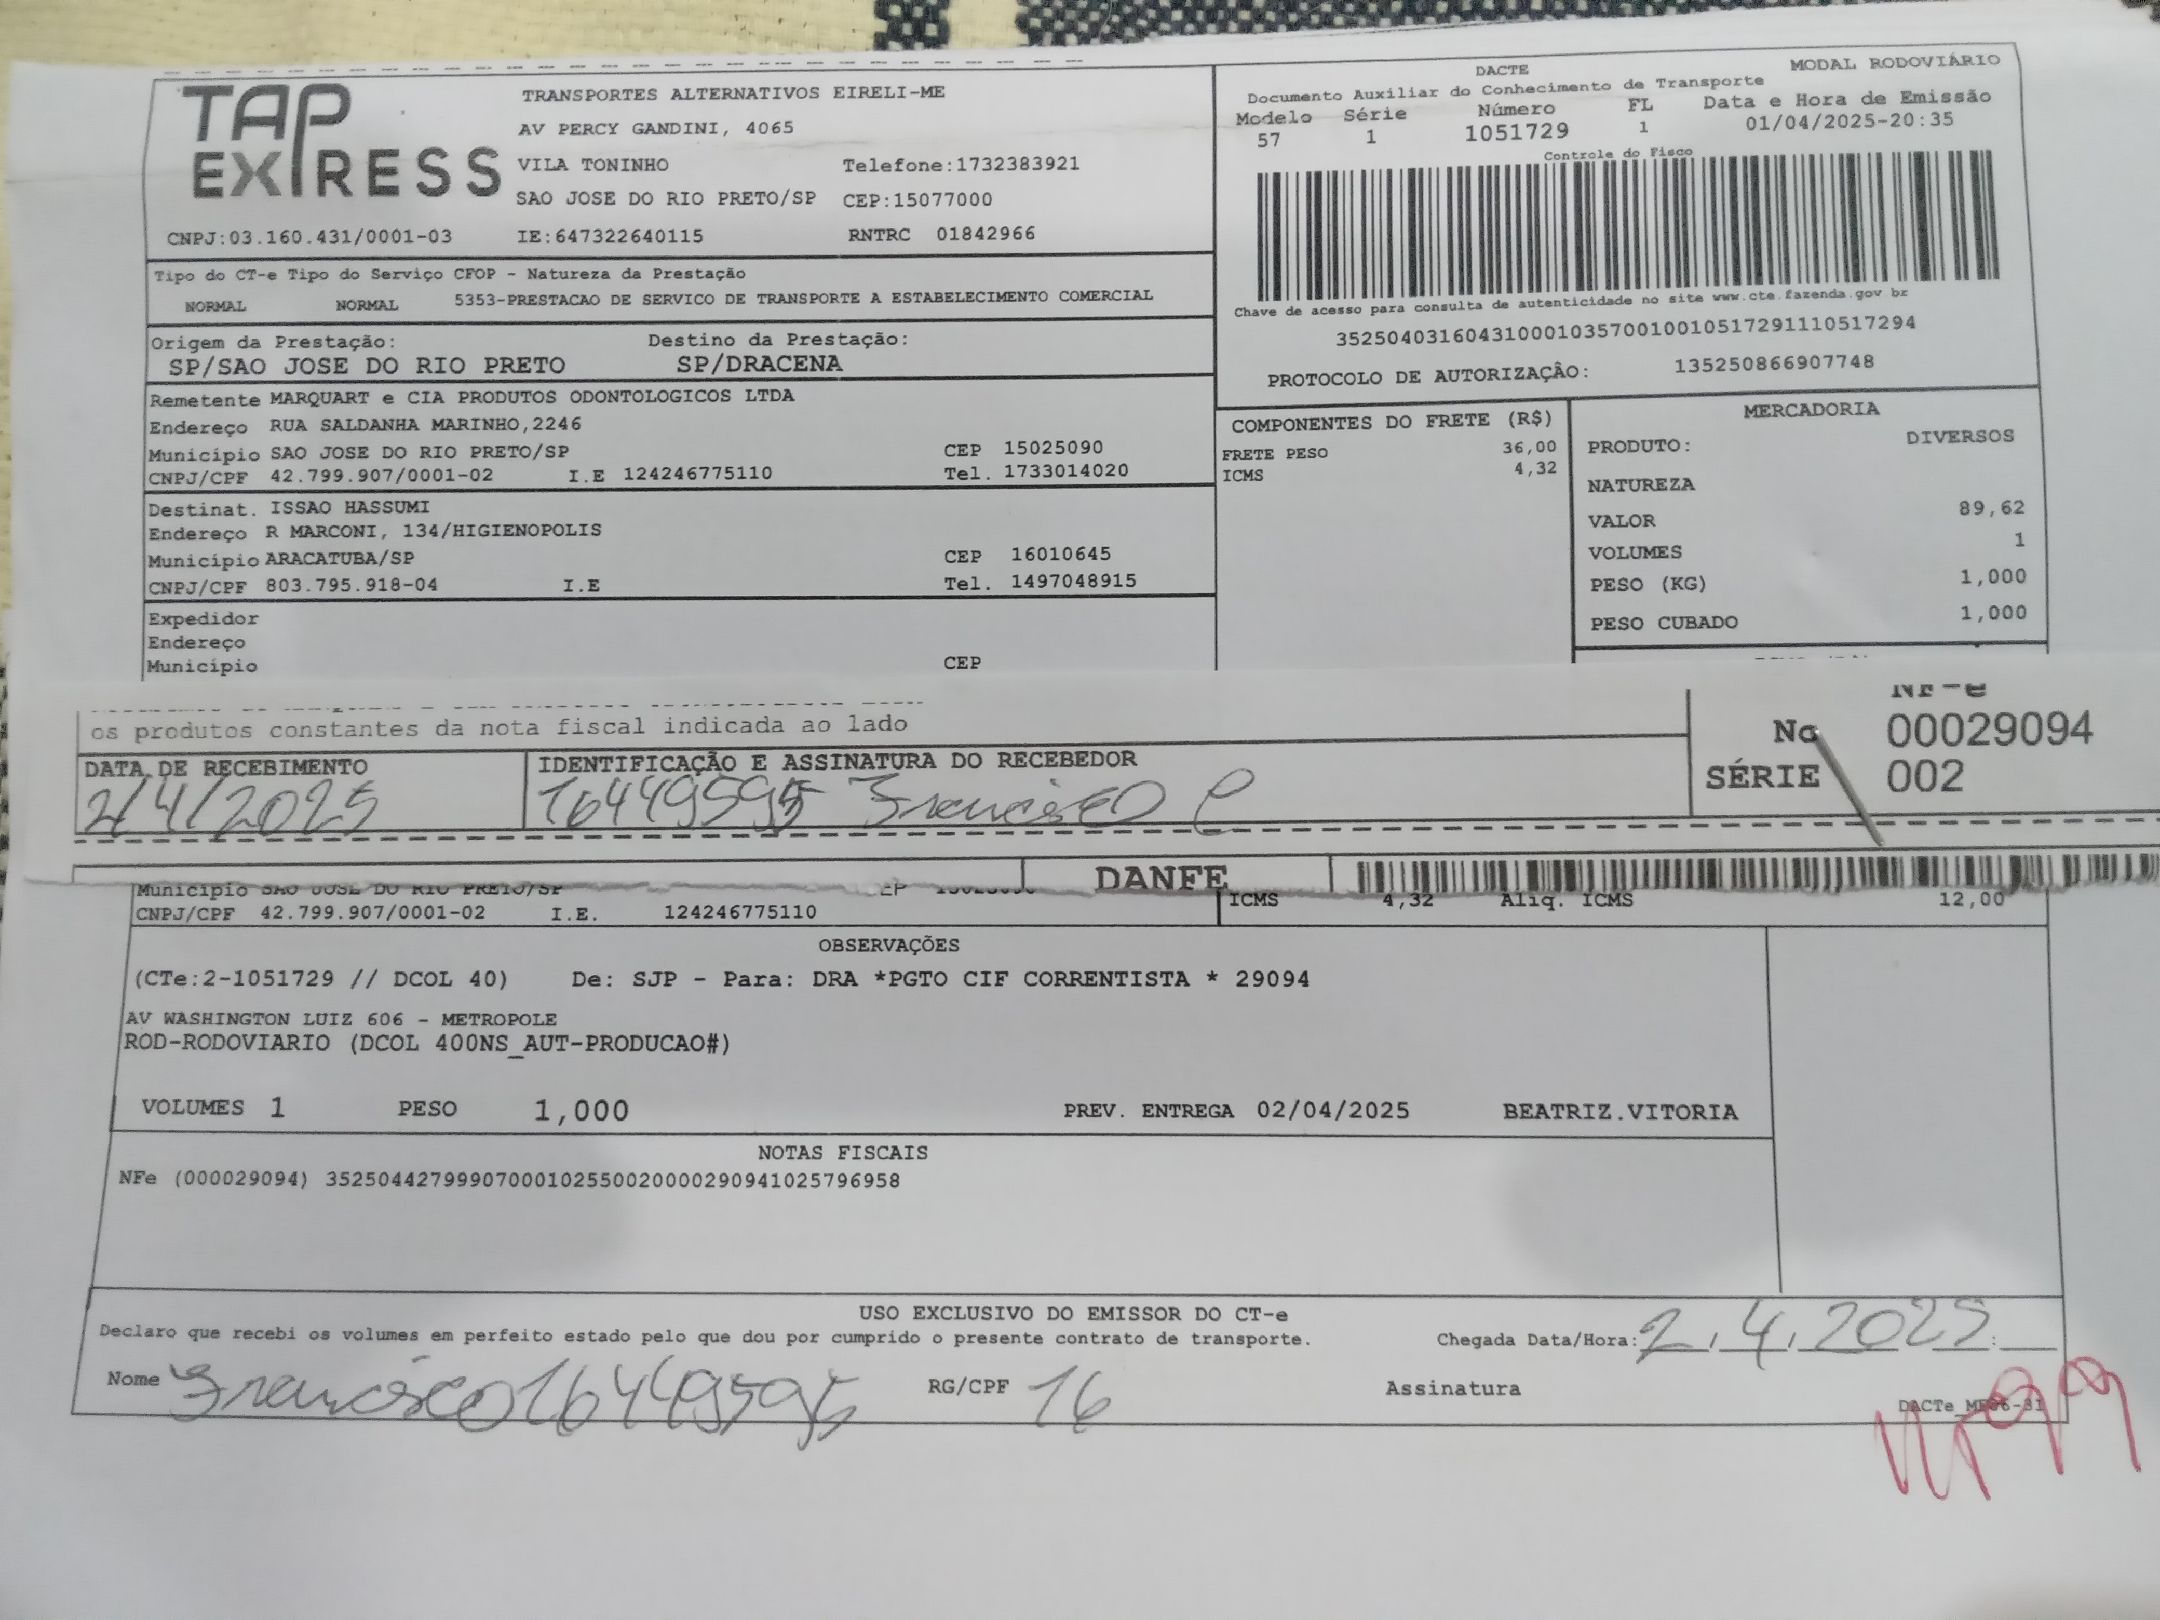 TAP EXPRESS
TRANSPORTES ALTERNATIVOS EIRELI-ME
AV PERCY GANDINI, 4065
VILA TONINHO Telefone:1732383921
SAO JOSE DO RIO PRETO/SP CEP:15077000
CNPJ:03.160.431/0001-03 IE:647322640115 RNTRC 01842966
DACTE MODAL RODOVIÁRIO
Documento Auxiliar do Conhecimento de Transporte
Modelo Série Número FL Data e Hora de Emissão
57 1 1051729 1 01/04/2025-20:35
Controle do Fisco
Chave de acesso para consulta de autenticidade no site www.cte.fazenda.gov.br
35250403160431000103570010010517291110517294
PROTOCOLO DE AUTORIZAÇÂO: 135250866907748
Tipo do CT-e Tipo do Serviço CFOP - Natureza da Prestação
NORMAL NORMAL 5353-PRESTACAO DE SERVICO DE TRANSPORTE A ESTABELECIMENTO COMERCIAL
Origem da Prestação: Destino da Prestação:
SP/SAO JOSE DO RIO PRETO SP/DRACENA
Remetente MARQUART e CIA PRODUTOS ODONTOLOGICOS LTDA
Endereço RUA SALDANHA MARINHO,2246
Município SAO JOSE DO RIO PRETO/SP CEP 15025090
CNPJ/CPF 42.799.907/0001-02 I.E 124246775110 Tel. 1733014020
Destinat. ISSAO HASSUMI
Endereço R MARCONI, 134/HIGIENOPOLIS
Município ARACATUBA/SP CEP 16010645
CNPJ/CPF 803.795.918-04 I.E Tel. 1497048915
Expedidor
Endereço
Município CEP
COMPONENTES DO FRETE (R$)
FRETE PESO 36,00
ICMS 4,32
MERCADORIA
PRODUTO: DIVERSOS
NATUREZA
VALOR 89,62
VOLUMES 1
PESO (KG) 1,000
PESO CUBADO 1,000
os produtos constantes da nota fiscal indicada ao lado
NF-e
No 00029094
SÉRIE 002
DATA DE RECEBIMENTO IDENTIFICAÇÃO E ASSINATURA DO RECEBEDOR
2/4/2025 16449595 Francisco
DANFE
Município SAO JOSE DO RIO PRETO/SP
CNPJ/CPF 42.799.907/0001-02 I.E. 124246775110 ICMS 4,32 Aliq. ICMS 12,00
OBSERVAÇÕES
(CTe:2-1051729 // DCOL 40) De: SJP - Para: DRA *PGTO CIF CORRENTISTA * 29094
AV WASHINGTON LUIZ 606 - METROPOLE
ROD-RODOVIARIO (DCOL 400NS_AUT-PRODUCAO#)
VOLUMES 1 PESO 1,000 PREV. ENTREGA 02/04/2025 BEATRIZ.VITORIA
NOTAS FISCAIS
NFe (000029094) 35250442799907000102550020000290941025796958
USO EXCLUSIVO DO EMISSOR DO CT-e
Declaro que recebi os volumes em perfeito estado pelo que dou por cumprido o presente contrato de transporte. Chegada Data/Hora: 2/4/2025
Nome Francisco 16449595 RG/CPF 16 Assinatura